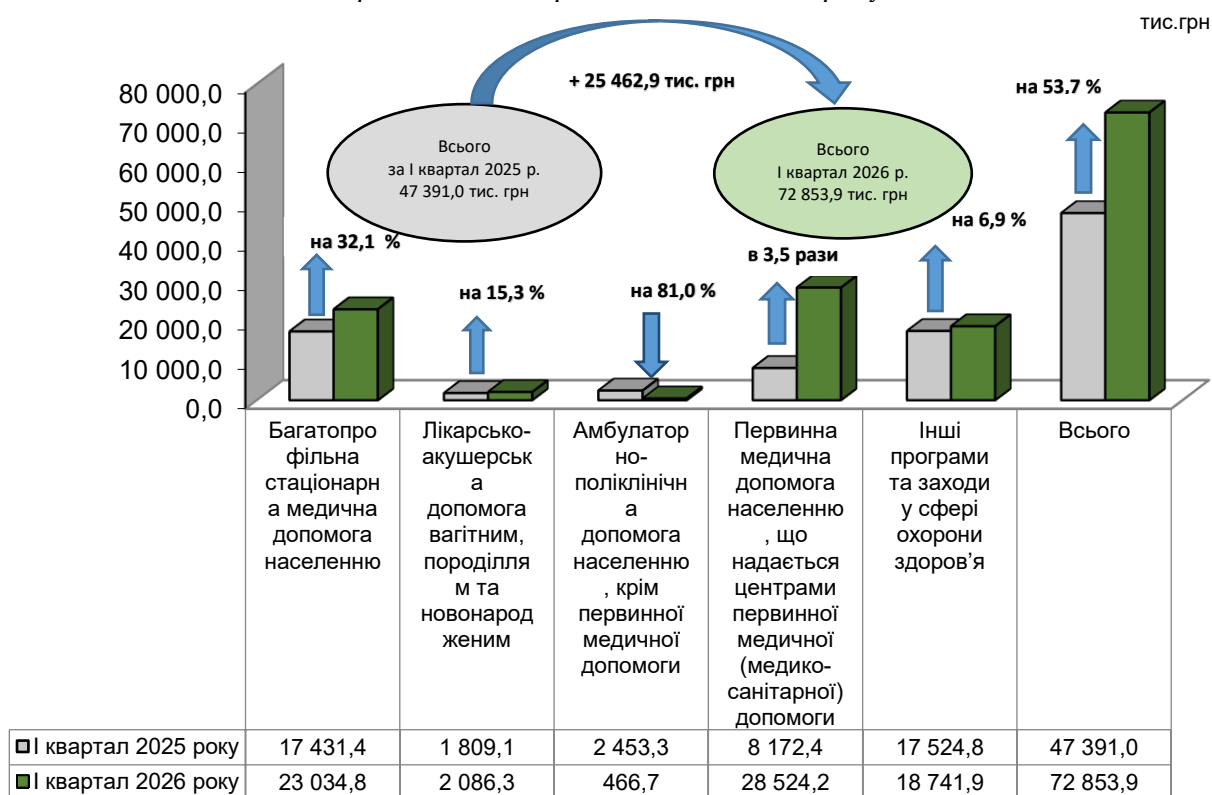 тис.грн
+ 25 462,9 тис. грн
на 53,7 %
80 000,0
70 000,0
60 000,0
50 000,0
40 000,0
30 000,0
20 000,0
10 000,0
0,0
Всього
за І квартал 2025 р.
47 391,0 тис. грн
Всього
І квартал 2026 р.
72 853,9 тис. грн
на 32,1 %
на 15,3 %
на 81,0 %
в 3,5 рази
на 6,9 %
Багатопро
фільна
стаціонарн
а медична
допомога
населенню
Лікарсько-
акушерськ
а
допомога
вагітним,
породілля
м та
новонарод
женим
Амбулатор
но-
поліклінічн
а
допомога
населенню
, крім
первинної
медичної
допомоги
Первинна
медична
допомога
населенню
, що
надається
центрами
первинної
медичної
(медико-
санітарної)
допомоги
Інші
програми
та заходи
у сфері
охорони
здоров’я
Всього
І квартал 2025 року 17 431,4 1 809,1 2 453,3 8 172,4 17 524,8 47 391,0
І квартал 2026 року 23 034,8 2 086,3 466,7 28 524,2 18 741,9 72 853,9